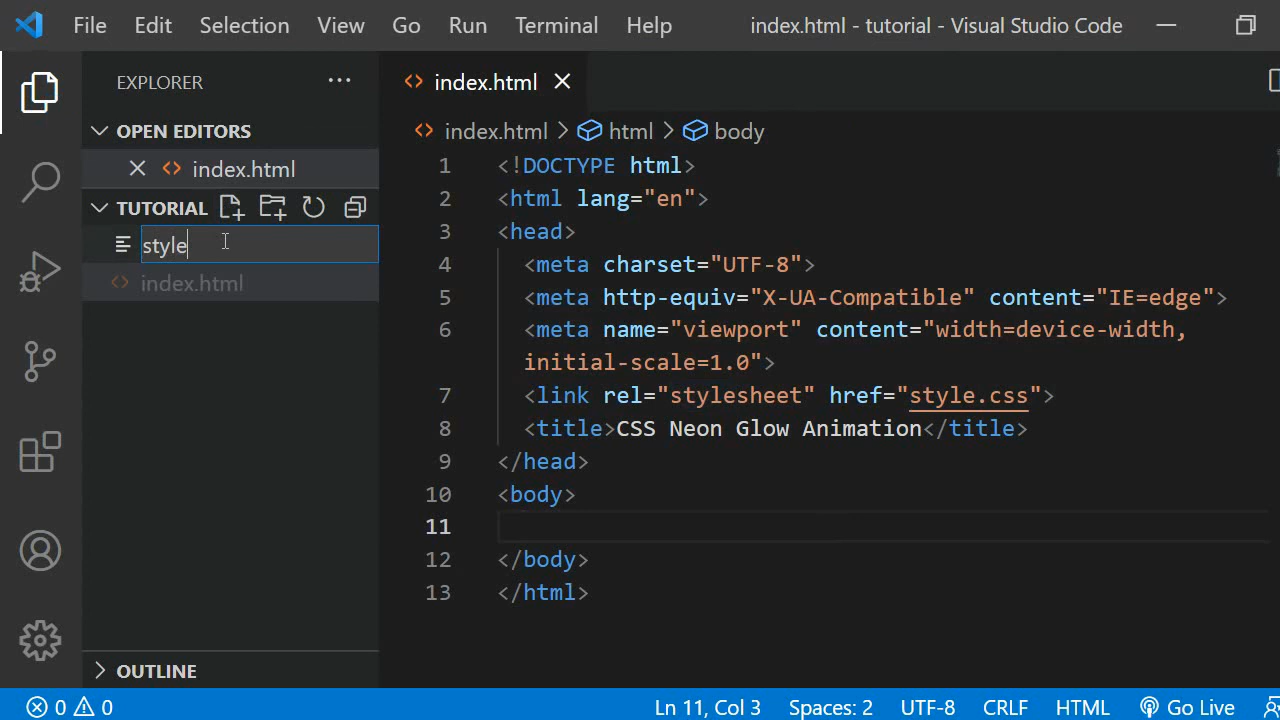 File Edit Selection View Go Run Terminal Help index.html - tutorial - Visual Studio Code
EXPLORER
OPEN EDITORS
index.html
TUTORIAL
style
index.html
OUTLINE
index.html
index.html > html > body
1 <!DOCTYPE html>
2 <html lang="en">
3 <head>
4 <meta charset="UTF-8">
5 <meta http-equiv="X-UA-Compatible" content="IE=edge">
6 <meta name="viewport" content="width=device-width,
initial-scale=1.0">
7 <link rel="stylesheet" href="style.css">
8 <title>CSS Neon Glow Animation</title>
9 </head>
10 <body>
11
12 </body>
13 </html>
0 0 Ln 11, Col 3 Spaces: 2 UTF-8 CRLF HTML Go Live